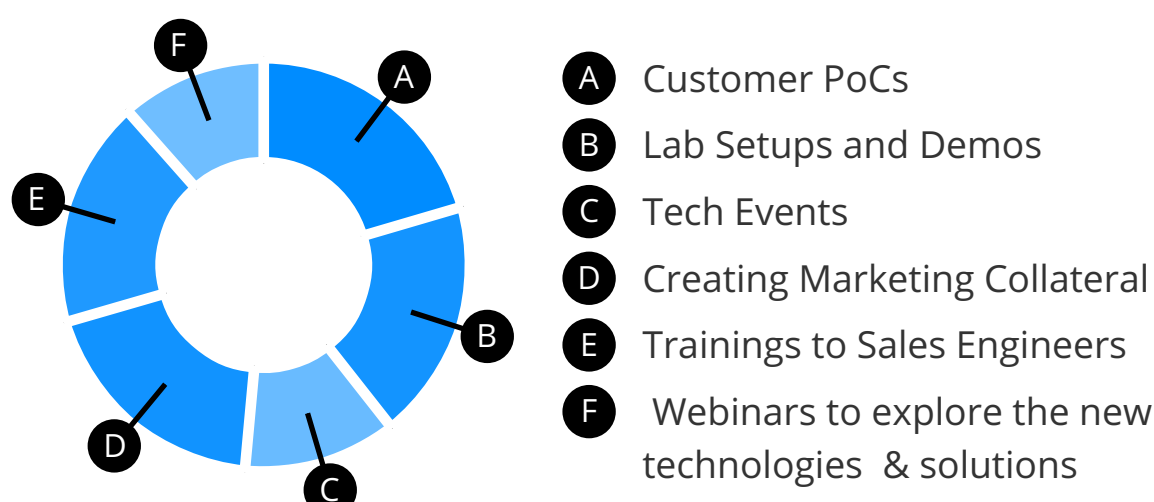 F
A
E
B
D
C
A Customer PoCs
B Lab Setups and Demos
C Tech Events
D Creating Marketing Collateral
E Trainings to Sales Engineers
F Webinars to explore the new
technologies & solutions